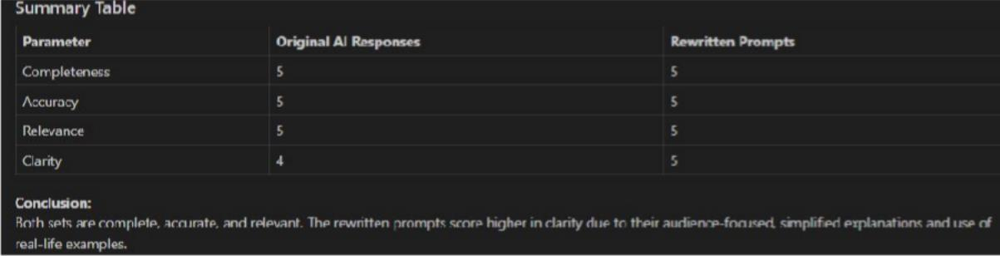 Summary Table
Parameter Original AI Responses Rewritten Prompts
Completeness 5 5
Accuracy 5 5
Relevance 5 5
Clarity 4 5
Conclusion:
Both sets are complete, accurate, and relevant. The rewritten prompts score higher in clarity due to their audience-focused, simplified explanations and use of
real-life examples.